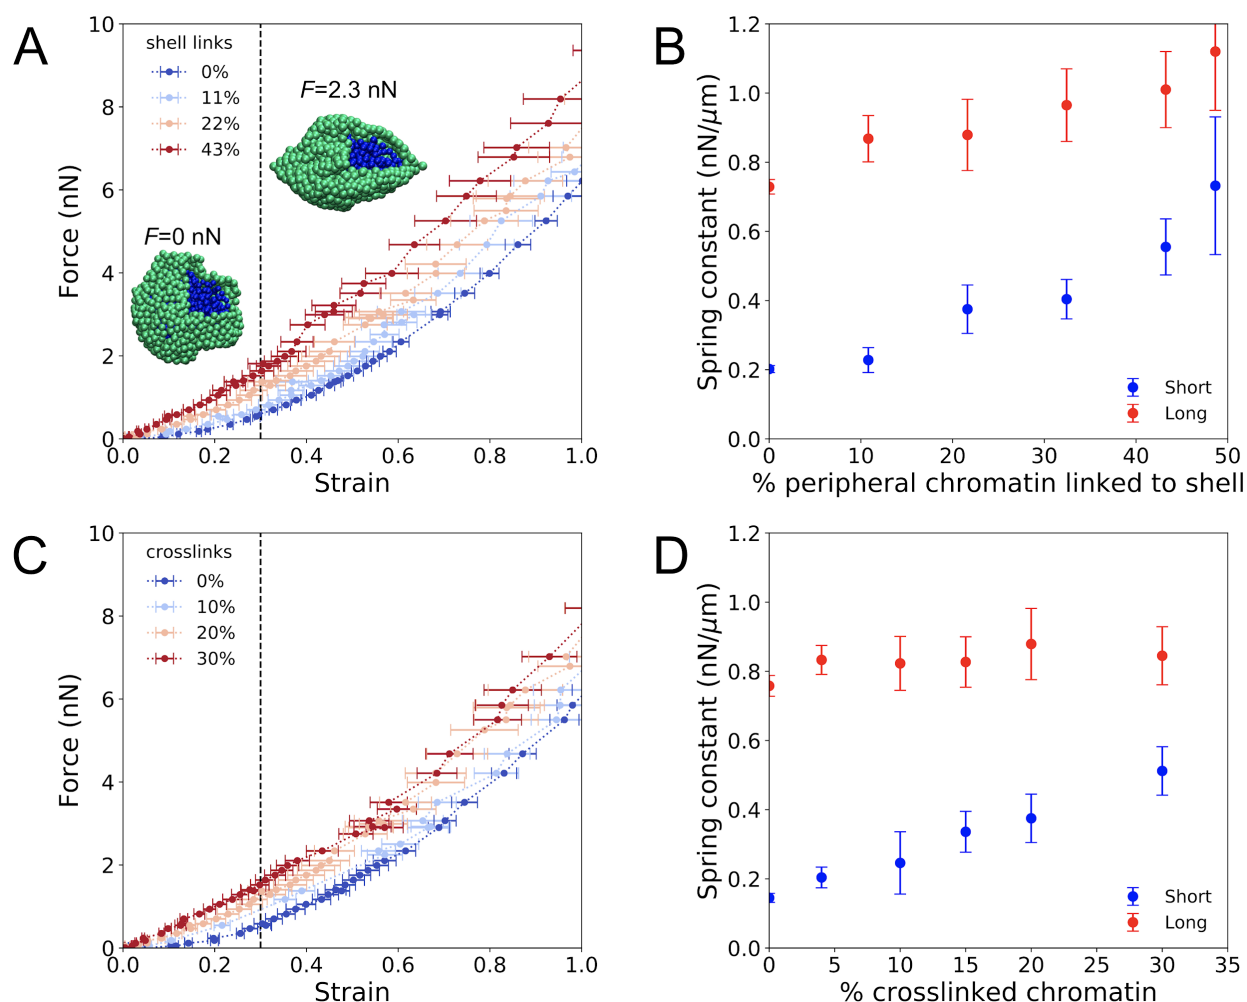 A
10
8
6
4
2
0
Force (nN)
shell links
0%
11%
22%
43%
F=2.3 nN
F=0 nN
0.0 0.2 0.4 0.6 0.8 1.0
Strain
B
1.2
1.0
0.8
0.6
0.4
0.2
0.0
Spring constant (nN/μm)
Short
Long
0 10 20 30 40 50
% peripheral chromatin linked to shell
C
10
8
6
4
2
0
Force (nN)
crosslinks
0%
10%
20%
30%
0.0 0.2 0.4 0.6 0.8 1.0
Strain
D
1.2
1.0
0.8
0.6
0.4
0.2
0.0
Spring constant (nN/μm)
Short
Long
0 5 10 15 20 25 30 35
% crosslinked chromatin